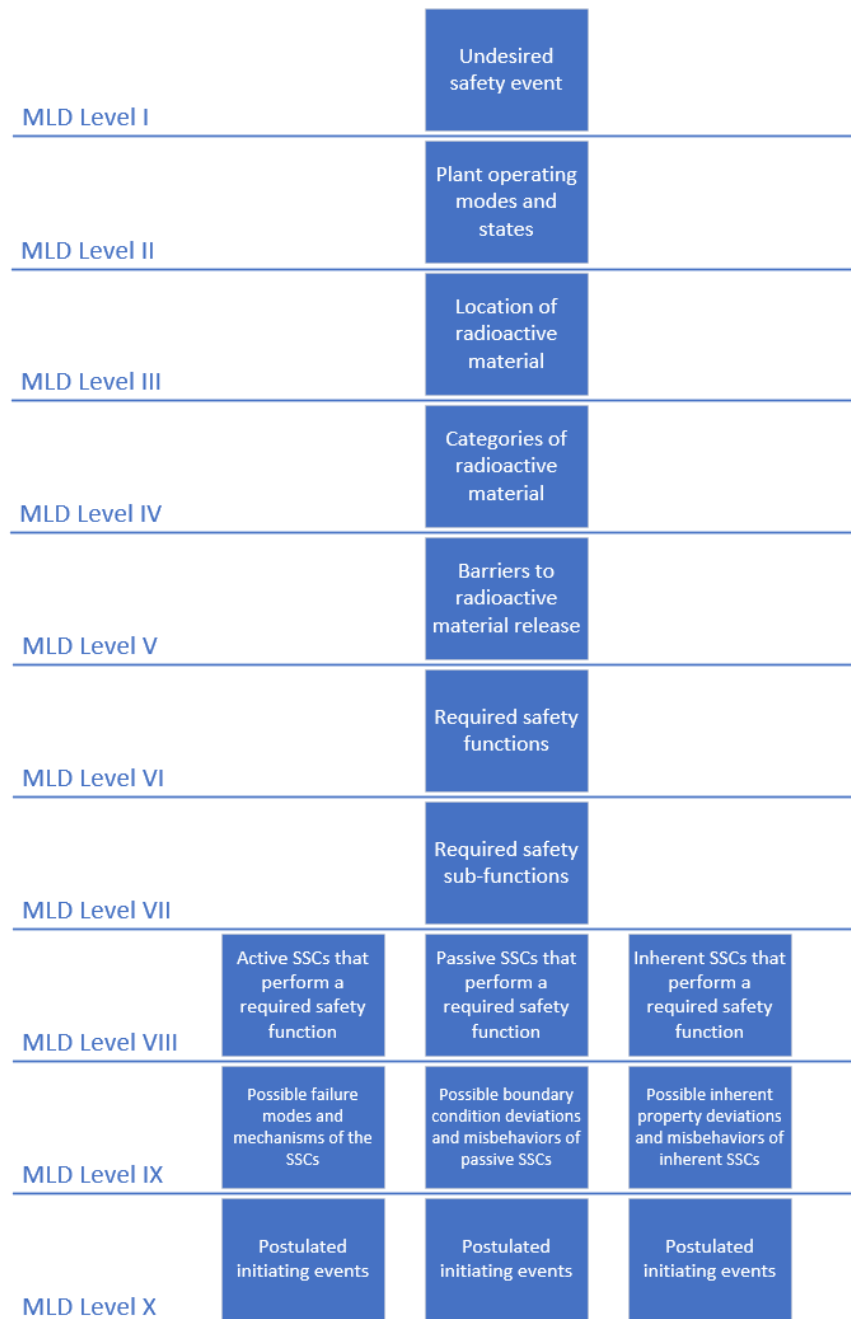 Undesired
safety event
MLD Level I
Plant operating
modes and
states
MLD Level II
Location of
radioactive
material
MLD Level III
Categories of
radioactive
material
MLD Level IV
Barriers to
radioactive
material release
MLD Level V
Required safety
functions
MLD Level VI
Required safety
sub-functions
MLD Level VII
Active SSCs that
perform a
required safety
function
Passive SSCs that
perform a
required safety
function
Inherent SSCs that
perform a
required safety
function
MLD Level VIII
Possible failure
modes and
mechanisms of the
SSCs
Possible boundary
condition deviations
and misbehaviors of
passive SSCs
Possible inherent
property deviations
and misbehaviors of
inherent SSCs
MLD Level IX
Postulated
initiating events
Postulated
initiating events
Postulated
initiating events
MLD Level X